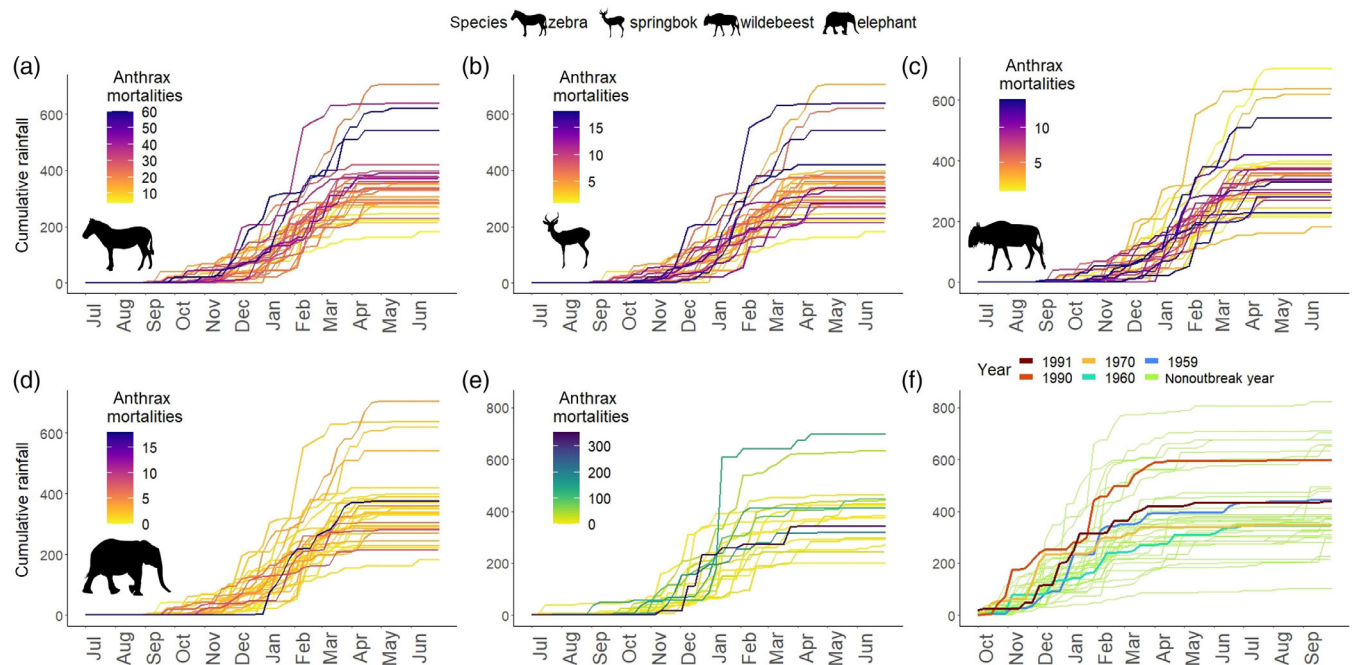 Species zebra springbok wildebeest elephant
(a)
Anthrax
mortalities
60
50
40
30
20
10
Cumulative rainfall
600
400
200
0
Jul Aug Sep Oct Nov Dec Jan Feb Mar Apr May Jun
(b)
Anthrax
mortalities
15
10
5
600
400
200
0
Jul Aug Sep Oct Nov Dec Jan Feb Mar Apr May Jun
(c)
Anthrax
mortalities
10
5
600
400
200
0
Jul Aug Sep Oct Nov Dec Jan Feb Mar Apr May Jun
(d)
Anthrax
mortalities
15
10
5
0
Cumulative rainfall
600
400
200
0
Jul Aug Sep Oct Nov Dec Jan Feb Mar Apr May Jun
(e)
Anthrax
mortalities
300
200
100
0
800
600
400
200
0
Jul Aug Sep Oct Nov Dec Jan Feb Mar Apr May Jun
(f)
Year 1991 1970 1959
1990 1960 Nonoutbreak year
800
600
400
200
0
Oct Nov Dec Jan Feb Mar Apr May Jun Jul Aug Sep